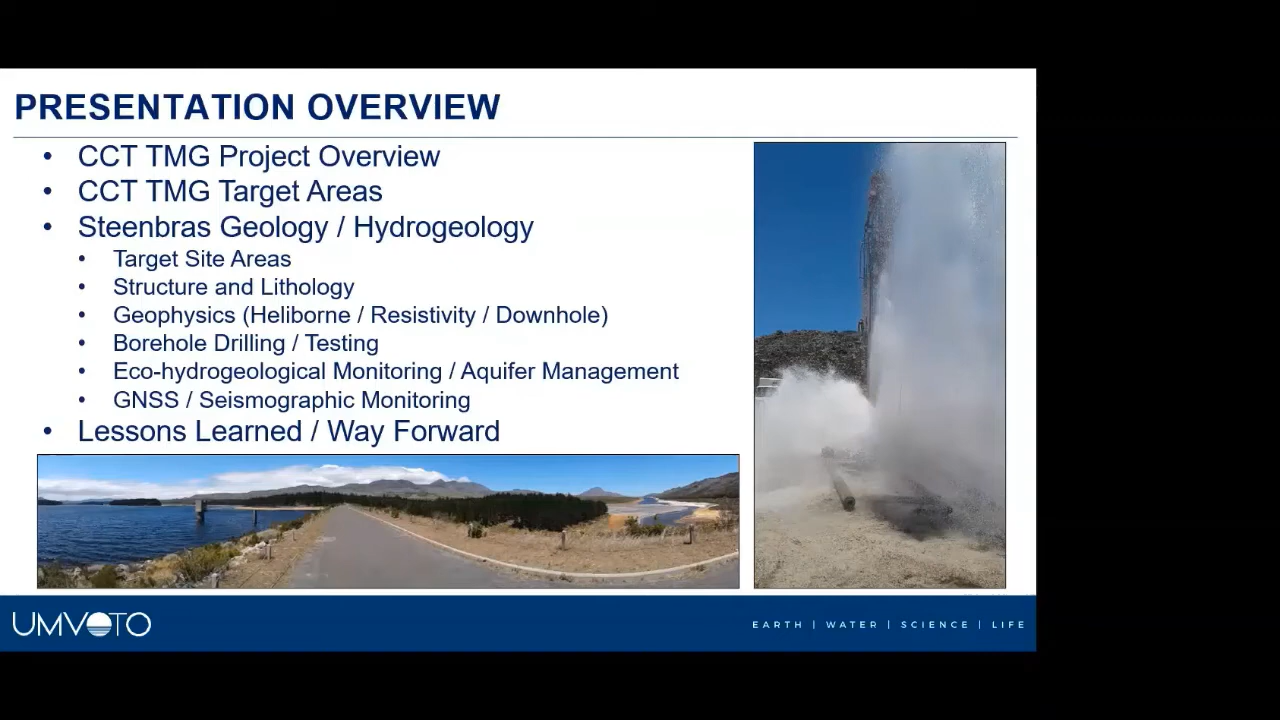 PRESENTATION OVERVIEW
• CCT TMG Project Overview
• CCT TMG Target Areas
• Steenbras Geology / Hydrogeology
• Target Site Areas
• Structure and Lithology
• Geophysics (Heliborne / Resistivity / Downhole)
• Borehole Drilling / Testing
• Eco-hydrogeological Monitoring / Aquifer Management
• GNSS / Seismographic Monitoring
• Lessons Learned / Way Forward
UMVOTO
EARTH | WATER | SCIENCE | LIFE